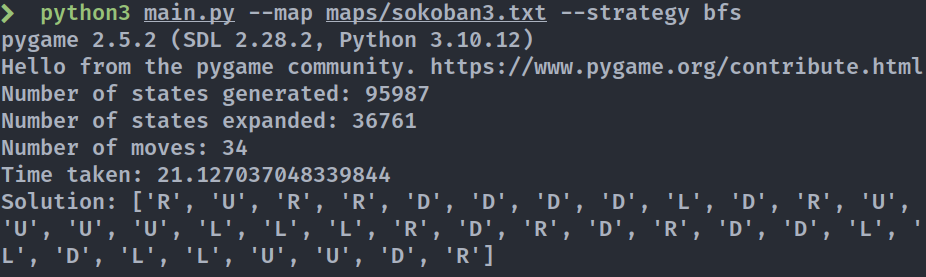 ❯ python3 main.py --map maps/sokoban3.txt --strategy bfs
pygame 2.5.2 (SDL 2.28.2, Python 3.10.12)
Hello from the pygame community. https://www.pygame.org/contribute.html
Number of states generated: 95987
Number of states expanded: 36761
Number of moves: 34
Time taken: 21.127037048339844
Solution: ['R', 'U', 'R', 'R', 'D', 'D', 'D', 'D', 'L', 'D', 'R', 'U',
'U', 'U', 'U', 'L', 'L', 'L', 'R', 'D', 'R', 'D', 'R', 'D', 'D', 'L', '
L', 'D', 'L', 'L', 'U', 'U', 'D', 'R']